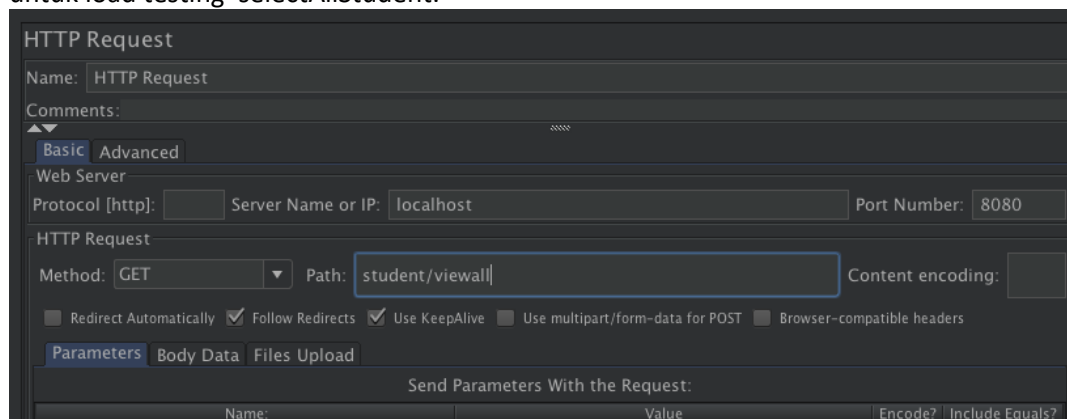 untuk load testing selectAllStudent.
HTTP Request
Name: HTTP Request
Comments:
Basic Advanced
Web Server
Protocol [http]: Server Name or IP: localhost Port Number: 8080
HTTP Request
Method: GET Path: student/viewall Content encoding:
Redirect Automatically Follow Redirects Use KeepAlive Use multipart/form-data for POST Browser-compatible headers
Parameters Body Data Files Upload
Send Parameters With the Request:
Name: Value Encode? Include Equals?